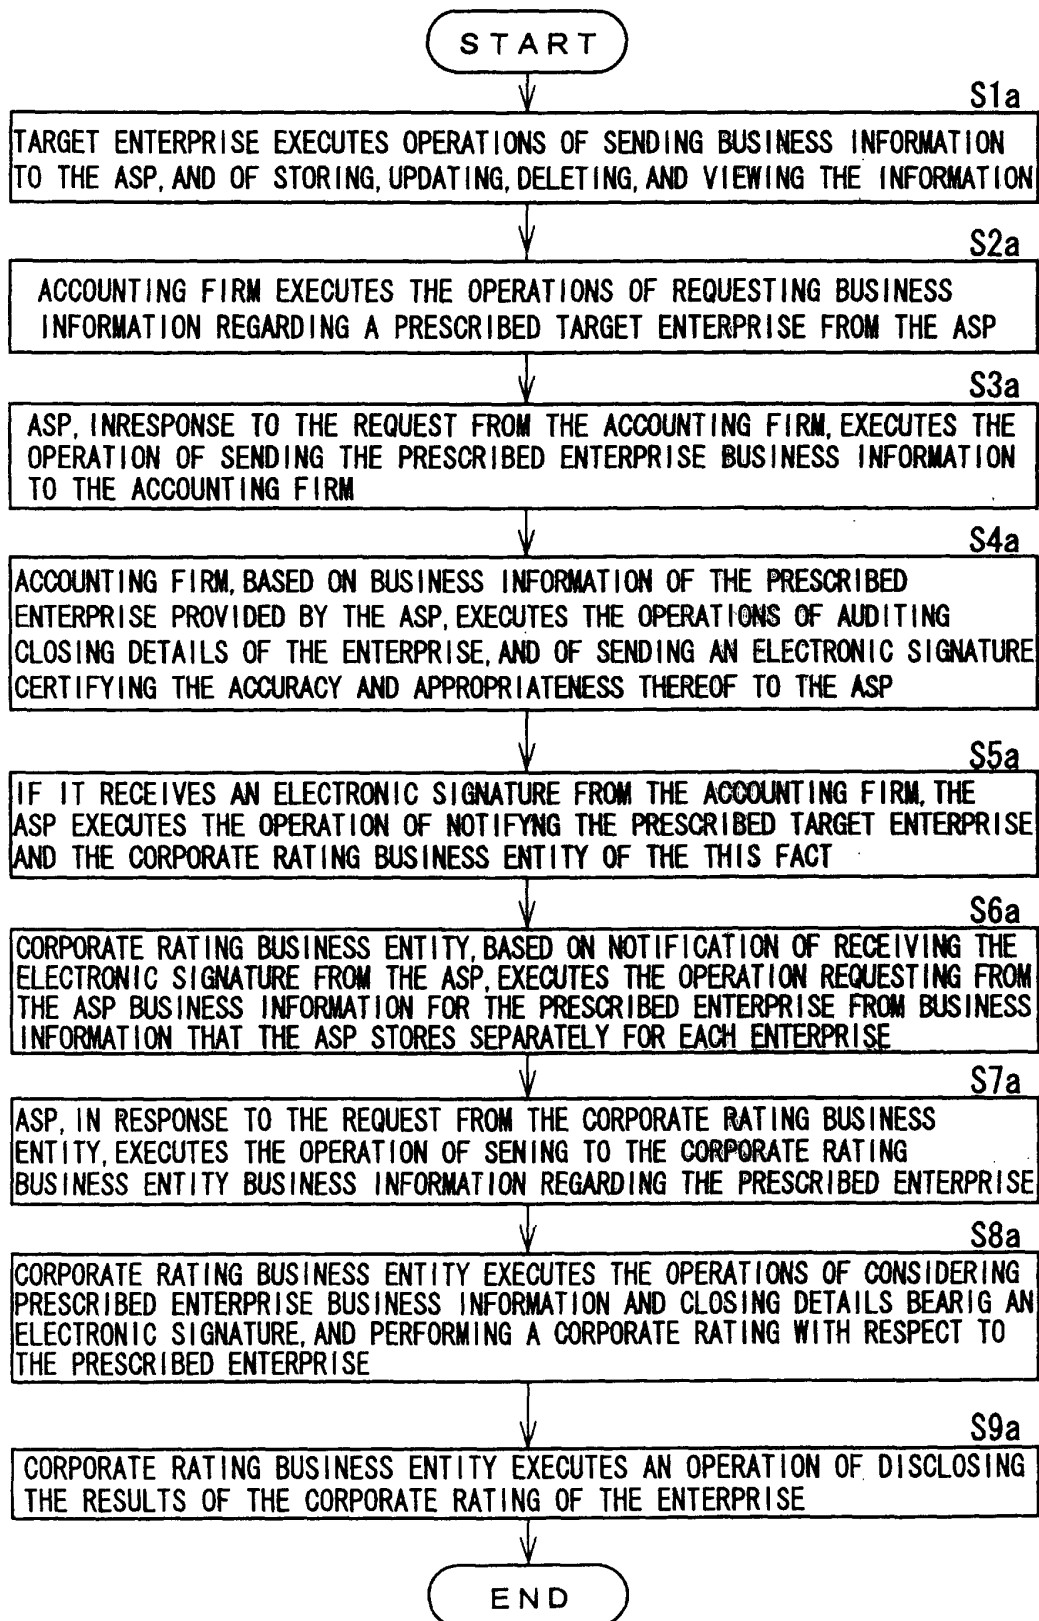 START
S1a
TARGET ENTERPRISE EXECUTES OPERATIONS OF SENDING BUSINESS INFORMATION
TO THE ASP, AND OF STORING, UPDATING, DELETING, AND VIEWING THE INFORMATION
S2a
ACCOUNTING FIRM EXECUTES THE OPERATIONS OF REQUESTING BUSINESS
INFORMATION REGARDING A PRESCRIBED TARGET ENTERPRISE FROM THE ASP
S3a
ASP, INRESPONSE TO THE REQUEST FROM THE ACCOUNTING FIRM, EXECUTES THE
OPERATION OF SENDING THE PRESCRIBED ENTERPRISE BUSINESS INFORMATION
TO THE ACCOUNTING FIRM
S4a
ACCOUNTING FIRM, BASED ON BUSINESS INFORMATION OF THE PRESCRIBED
ENTERPRISE PROVIDED BY THE ASP, EXECUTES THE OPERATIONS OF AUDITING
CLOSING DETAILS OF THE ENTERPRISE, AND OF SENDING AN ELECTRONIC SIGNATURE
CERTIFYING THE ACCURACY AND APPROPRIATENESS THEREOF TO THE ASP
S5a
IF IT RECEIVES AN ELECTRONIC SIGNATURE FROM THE ACCOUNTING FIRM, THE
ASP EXECUTES THE OPERATION OF NOTIFYNG THE PRESCRIBED TARGET ENTERPRISE
AND THE CORPORATE RATING BUSINESS ENTITY OF THE THIS FACT
S6a
CORPORATE RATING BUSINESS ENTITY, BASED ON NOTIFICATION OF RECEIVING THE
ELECTRONIC SIGNATURE FROM THE ASP, EXECUTES THE OPERATION REQUESTING FROM
THE ASP BUSINESS INFORMATION FOR THE PRESCRIBED ENTERPRISE FROM BUSINESS
INFORMATION THAT THE ASP STORES SEPARATELY FOR EACH ENTERPRISE
S7a
ASP, IN RESPONSE TO THE REQUEST FROM THE CORPORATE RATING BUSINESS
ENTITY, EXECUTES THE OPERATION OF SENING TO THE CORPORATE RATING
BUSINESS ENTITY BUSINESS INFORMATION REGARDING THE PRESCRIBED ENTERPRISE
S8a
CORPORATE RATING BUSINESS ENTITY EXECUTES THE OPERATIONS OF CONSIDERING
PRESCRIBED ENTERPRISE BUSINESS INFORMATION AND CLOSING DETAILS BEARIG AN
ELECTRONIC SIGNATURE, AND PERFORMING A CORPORATE RATING WITH RESPECT TO
THE PRESCRIBED ENTERPRISE
S9a
CORPORATE RATING BUSINESS ENTITY EXECUTES AN OPERATION OF DISCLOSING
THE RESULTS OF THE CORPORATE RATING OF THE ENTERPRISE
END